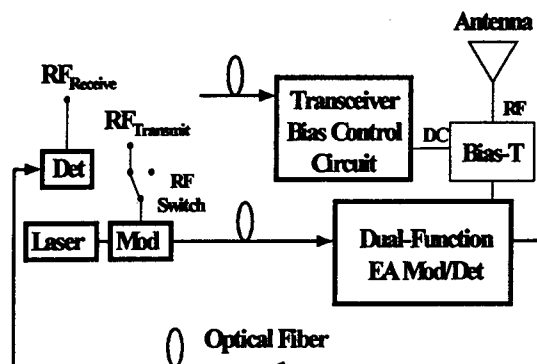 Antenna
RF_Receive
Transceiver
Bias Control
Circuit
DC
RF
Bias-T
RF_Transmit
Det
RF
Switch
Laser
Mod
Dual-Function
EA Mod/Det
Optical Fiber